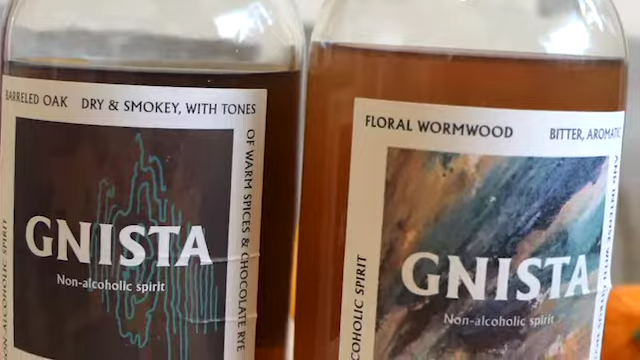 BARRELED OAK DRY & SMOKEY, WITH TONES
OF WARM SPICES & CHOCOLATE RYE
GNISTA
Non-alcoholic spirit
NON-ALCOHOLIC SPIRIT
FLORAL WORMWOOD BITTER, AROMATIC
GNISTA
Non-alcoholic spirit
COHOLIC SPIRIT